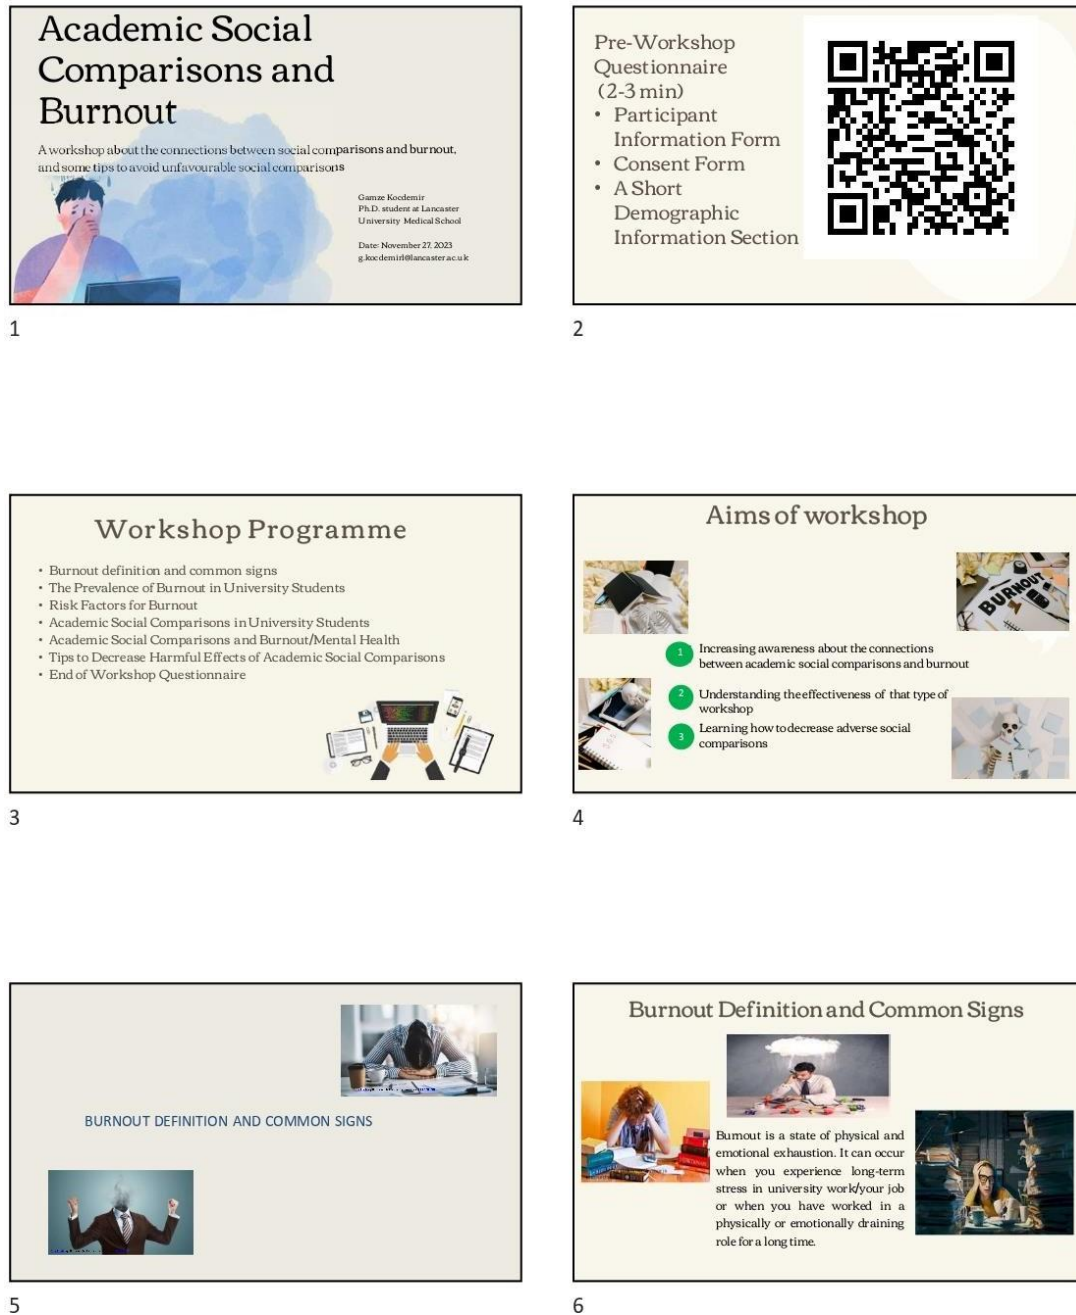 Academic Social
Comparisons and
Burnout
A workshop about the connections between social comparisons and burnout,
and some tips to avoid unfavourable social comparisons
Gamze Kocdemir
Ph.D. student at Lancaster
University Medical School
Date: November 27, 2023
g.kocdemir1@lancaster.ac.uk
1
Pre-Workshop
Questionnaire
(2-3 min)
• Participant
Information Form
• Consent Form
• A Short
Demographic
Information Section
2
Workshop Programme
• Burnout definition and common signs
• The Prevalence of Burnout in University Students
• Risk Factors for Burnout
• Academic Social Comparisons in University Students
• Academic Social Comparisons and Burnout/Mental Health
• Tips to Decrease Harmful Effects of Academic Social Comparisons
• End of Workshop Questionnaire
3
Aims of workshop
BURNOUT
1 Increasing awareness about the connections
between academic social comparisons and burnout
2 Understanding the effectiveness of that type of
workshop
3 Learning how to decrease adverse social
comparisons
SOS
4
BURNOUT DEFINITION AND COMMON SIGNS
5
Burnout Definition and Common Signs
Burnout is a state of physical and
emotional exhaustion. It can occur
when you experience long-term
stress in university work/your job
or when you have worked in a
physically or emotionally draining
role for a long time.
6